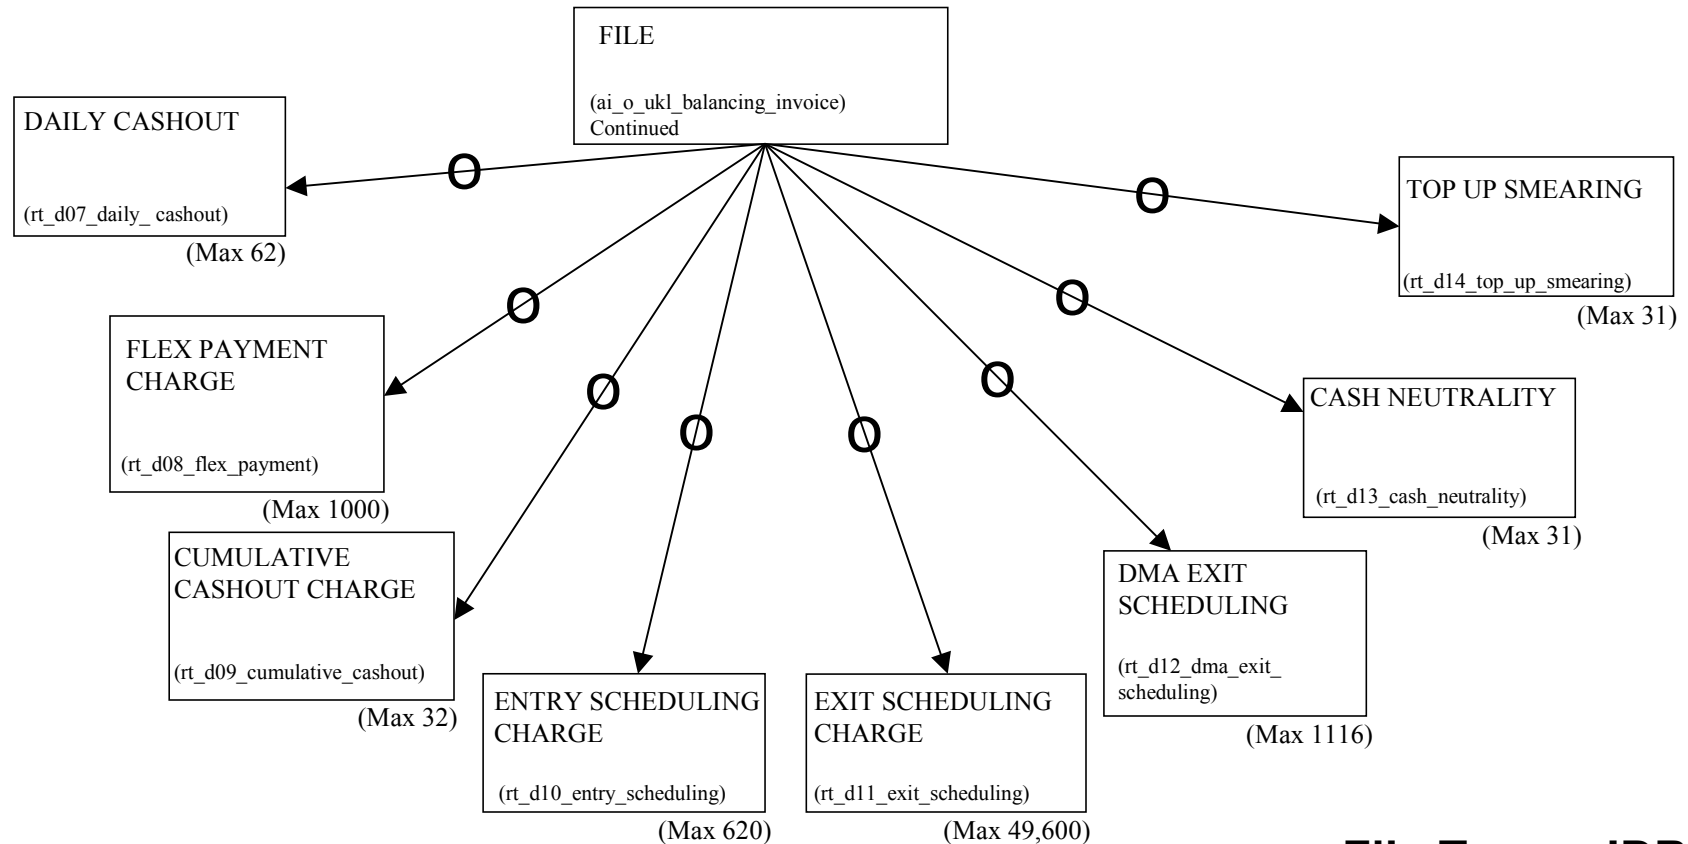 FILE
(ai_o_ukl_balancing_invoice)
Continued
DAILY CASHOUT
(rt_d07_daily_ cashout)
(Max 62)
O
O
TOP UP SMEARING
(rt_d14_top_up_smearing)
(Max 31)
O
O
FLEX PAYMENT
CHARGE
(rt_d08_flex_payment)
(Max 1000)
O
O
CASH NEUTRALITY
(rt_d13_cash_neutrality)
(Max 31)
O
O
CUMULATIVE
CASHOUT CHARGE
(rt_d09_cumulative_cashout)
(Max 32)
DMA EXIT
SCHEDULING
(rt_d12_dma_exit_
scheduling)
(Max 1116)
ENTRY SCHEDULING
CHARGE
(rt_d10_entry_scheduling)
(Max 620)
EXIT SCHEDULING
CHARGE
(rt_d11_exit_scheduling)
(Max 49,600)